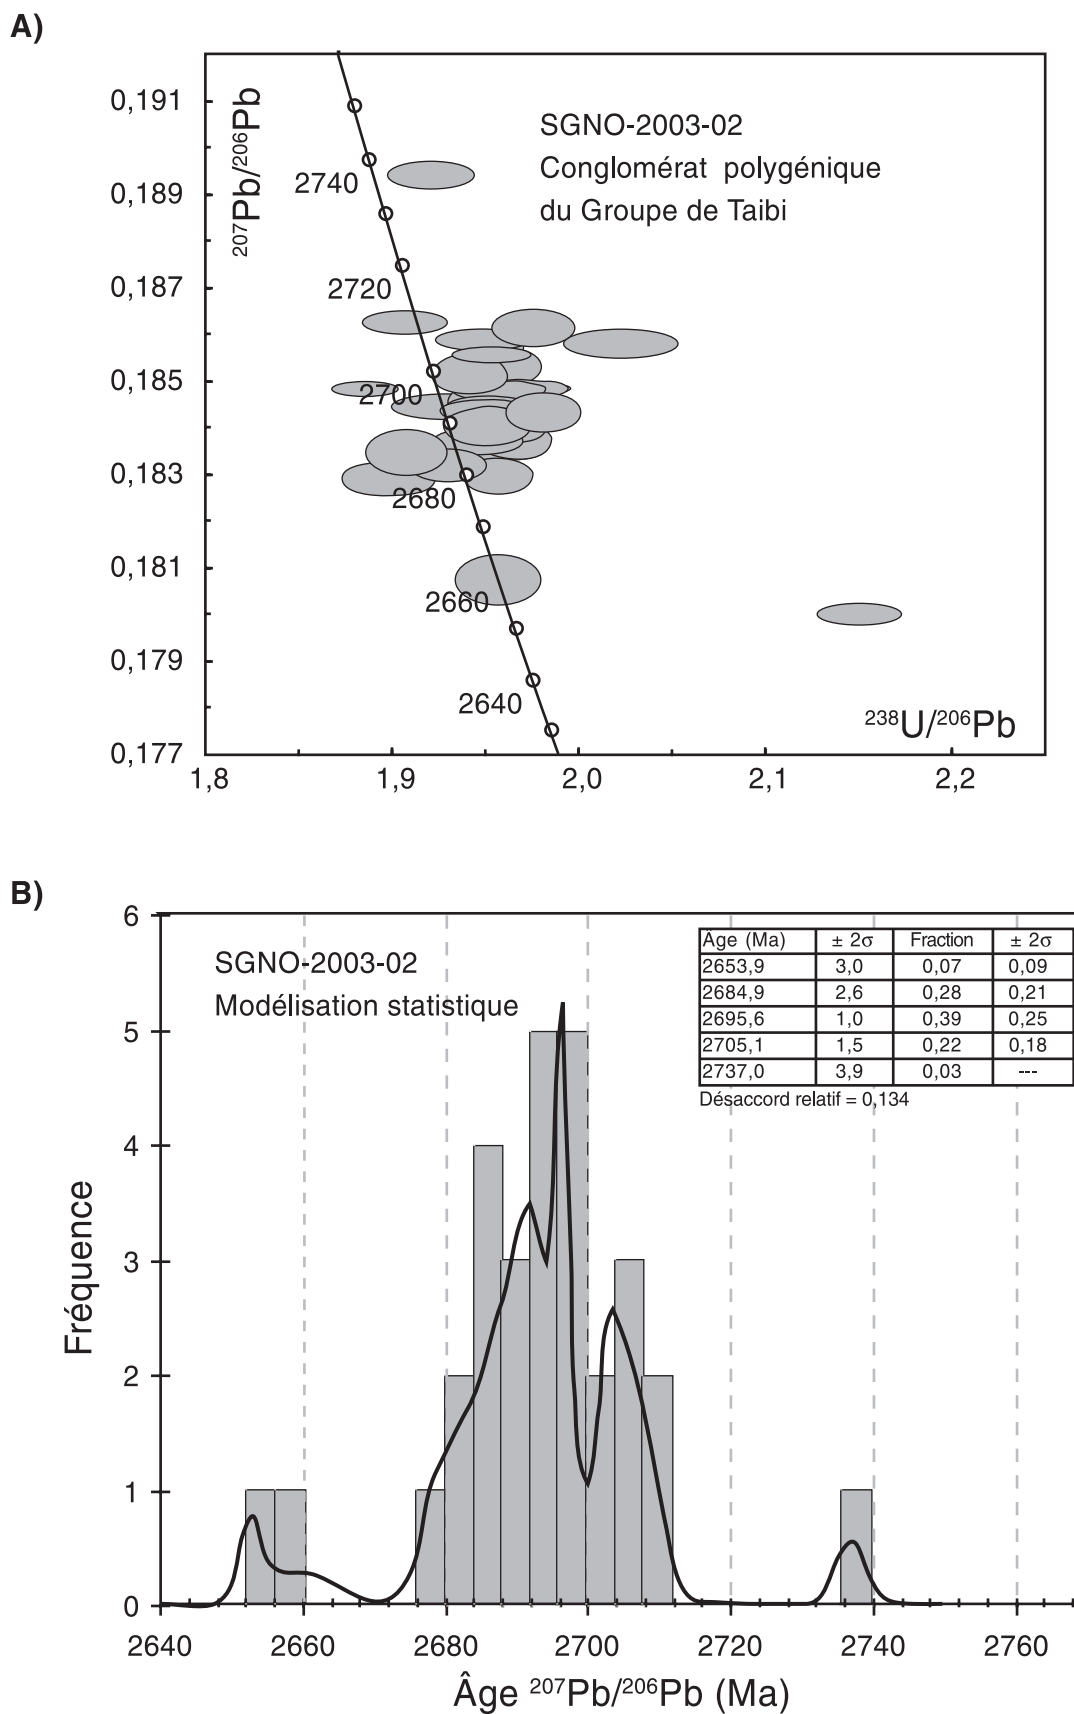 A)
0,191
0,189
0,187
0,185
0,183
0,181
0,179
0,177
²⁰⁷Pb/²⁰⁶Pb
SGNO-2003-02
Conglomérat polygénique
du Groupe de Taibi
2740
2720
2700
2680
2660
2640
²³⁸U/²⁰⁶Pb
1,8 1,9 2,0 2,1 2,2
B)
6
5
4
3
2
1
0
Fréquence
SGNO-2003-02
Modélisation statistique
Âge (Ma) ± 2σ Fraction ± 2σ
2653,9 3,0 0,07 0,09
2684,9 2,6 0,28 0,21
2695,6 1,0 0,39 0,25
2705,1 1,5 0,22 0,18
2737,0 3,9 0,03 ---
Désaccord relatif = 0,134
2640 2660 2680 2700 2720 2740 2760
Âge ²⁰⁷Pb/²⁰⁶Pb (Ma)